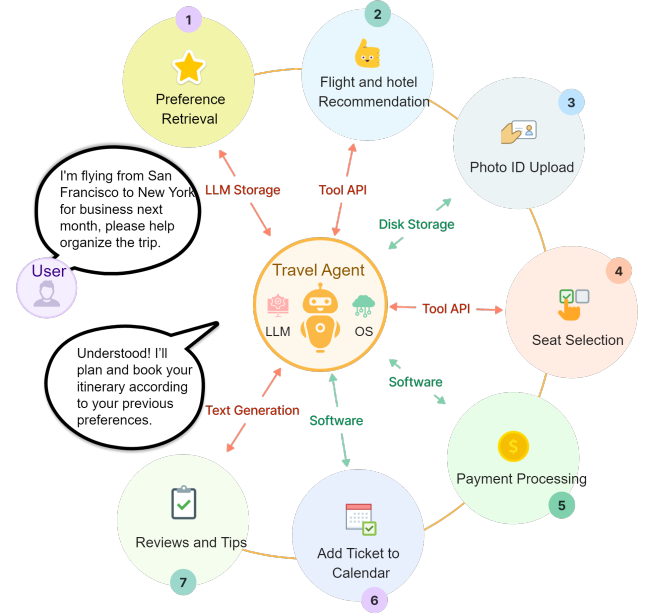 1
Preference
Retrieval
2
Flight and hotel
Recommendation
3
Photo ID Upload
I'm flying from San
Francisco to New York
for business next
month, please help
organize the trip.
User
LLM Storage
Tool API
Disk Storage
Travel Agent
LLM
OS
Tool API
4
Seat Selection
Understood! I’ll
plan and book your
itinerary according
to your previous
preferences.
Text Generation
Software
Software
$
Payment Processing
5
Add Ticket to
Calendar
6
Reviews and Tips
7